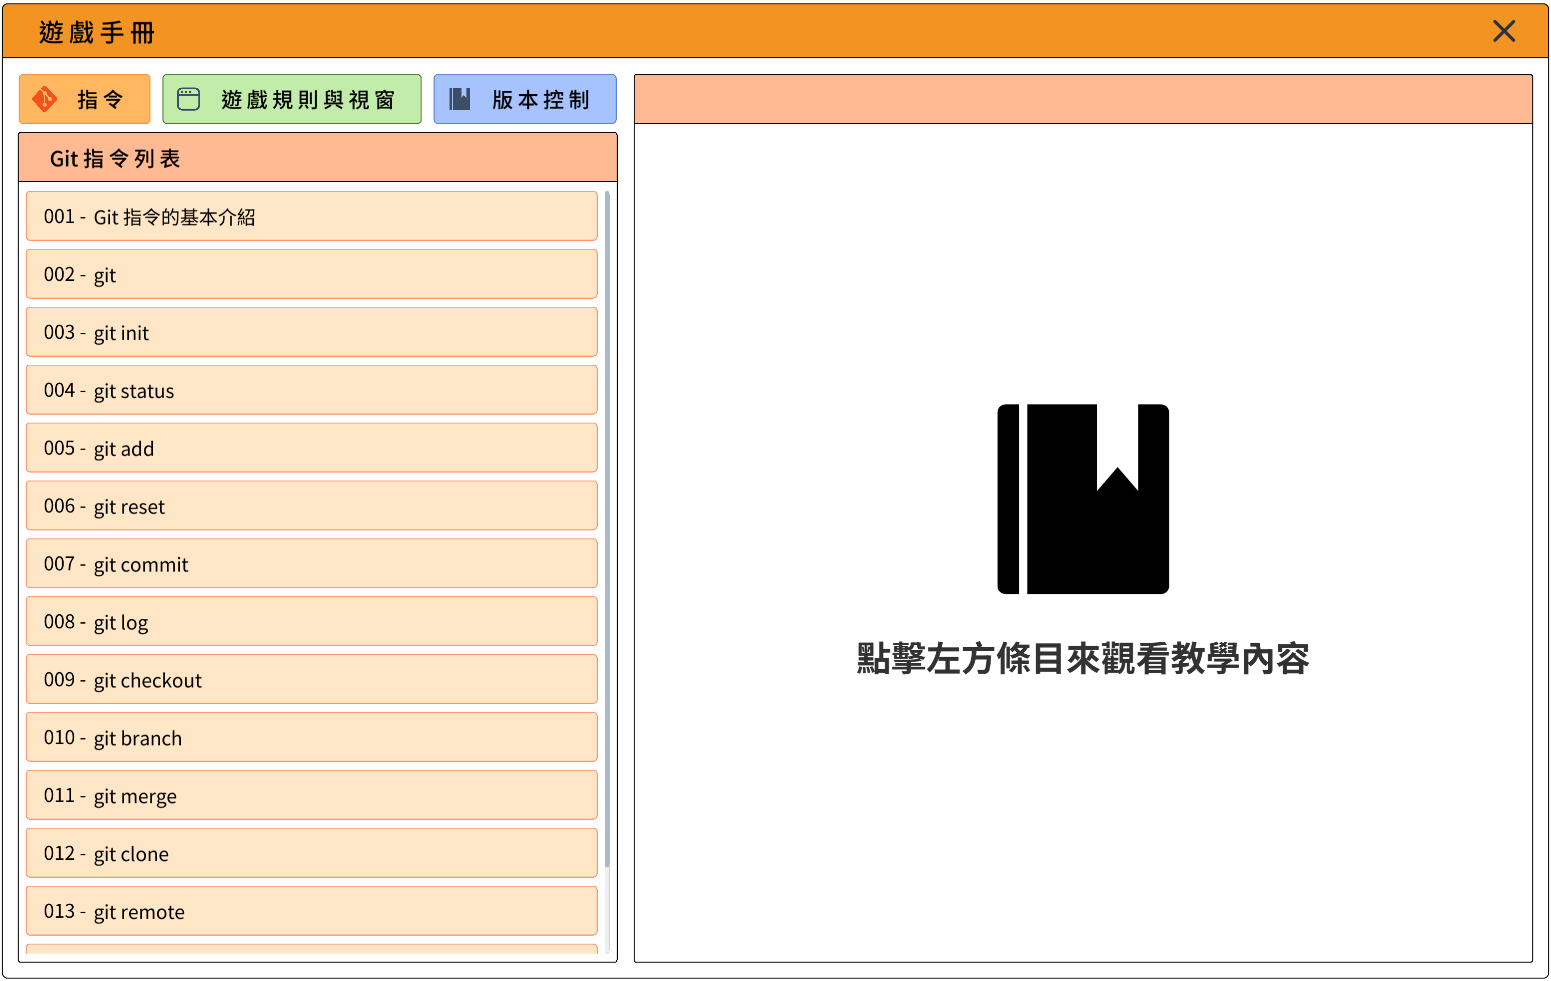 遊戲手冊
指令
遊戲規則與視窗
版本控制
Git 指令列表
001 - Git 指令的基本介紹
002 - git
003 - git init
004 - git status
005 - git add
006 - git reset
007 - git commit
008 - git log
009 - git checkout
010 - git branch
011 - git merge
012 - git clone
013 - git remote
點擊左方條目來觀看教學內容